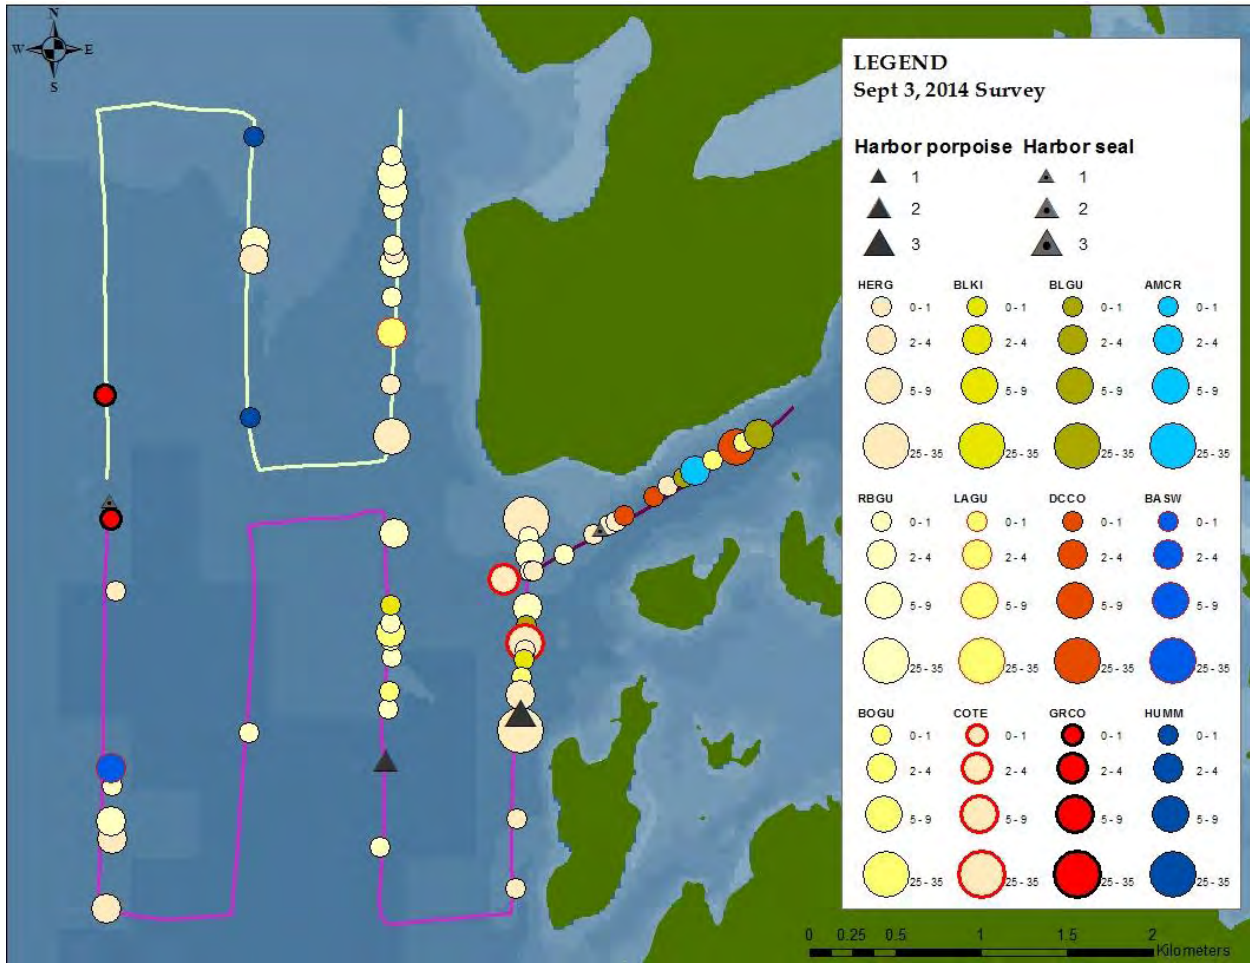 N
W E
S
LEGEND
Sept 3, 2014 Survey
Harbor porpoise Harbor seal
1 1
2 2
3 3
HERG BLKI BLGU AMCR
0 - 1 0 - 1 0 - 1 0 - 1
2 - 4 2 - 4 2 - 4 2 - 4
5 - 9 5 - 9 5 - 9 5 - 9
25 - 35 25 - 35 25 - 35 25 - 35
RBGU LAGU DCCO BASW
0 - 1 0 - 1 0 - 1 0 - 1
2 - 4 2 - 4 2 - 4 2 - 4
5 - 9 5 - 9 5 - 9 5 - 9
25 - 35 25 - 35 25 - 35 25 - 35
BOGU COTE GRCO HUMM
0 - 1 0 - 1 0 - 1 0 - 1
2 - 4 2 - 4 2 - 4 2 - 4
5 - 9 5 - 9 5 - 9 5 - 9
25 - 35 25 - 35 25 - 35 25 - 35
0 0.25 0.5 1 1.5 2
Kilometers